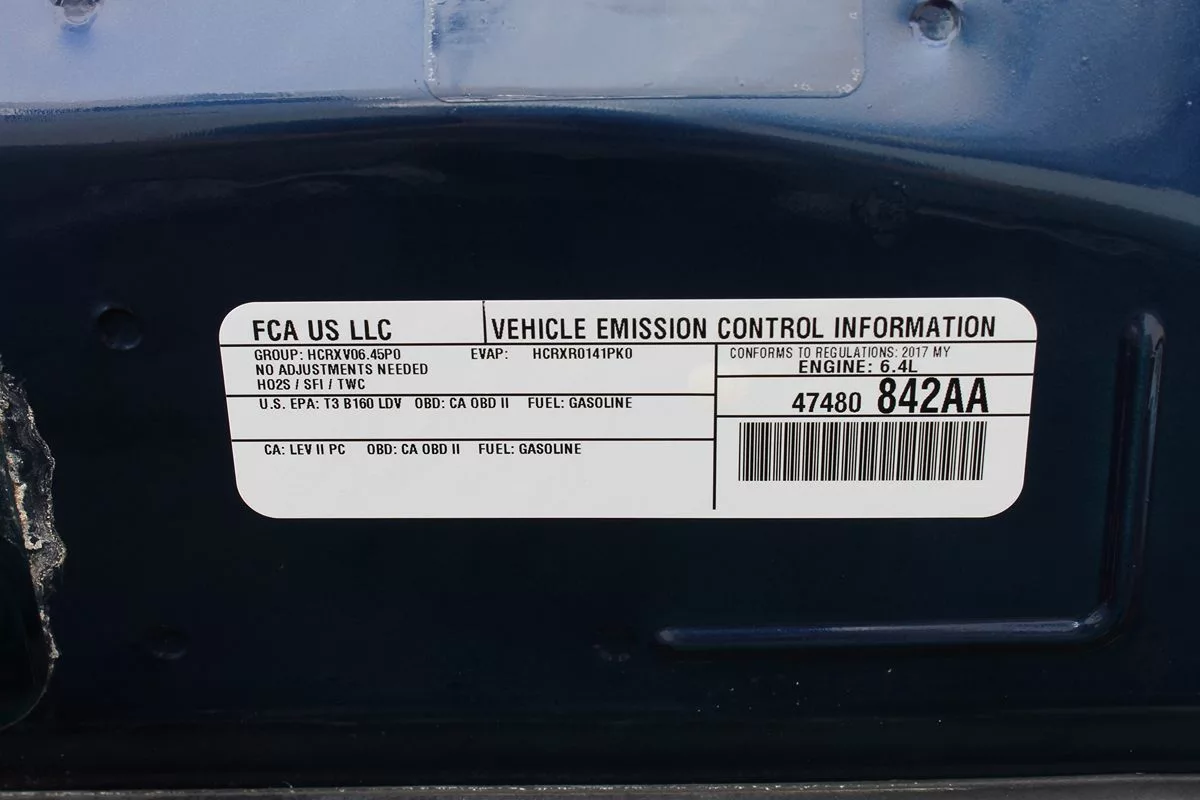 FCA US LLC
VEHICLE EMISSION CONTROL INFORMATION
GROUP: HCRXV06.45P0 EVAP: HCRXR0141PK0
NO ADJUSTMENTS NEEDED
HO2S / SFI / TWC
U.S. EPA: T3 B160 LDV OBD: CA OBD II FUEL: GASOLINE
CA: LEV II PC OBD: CA OBD II FUEL: GASOLINE
CONFORMS TO REGULATIONS: 2017 MY
ENGINE: 6.4L
47480 842AA